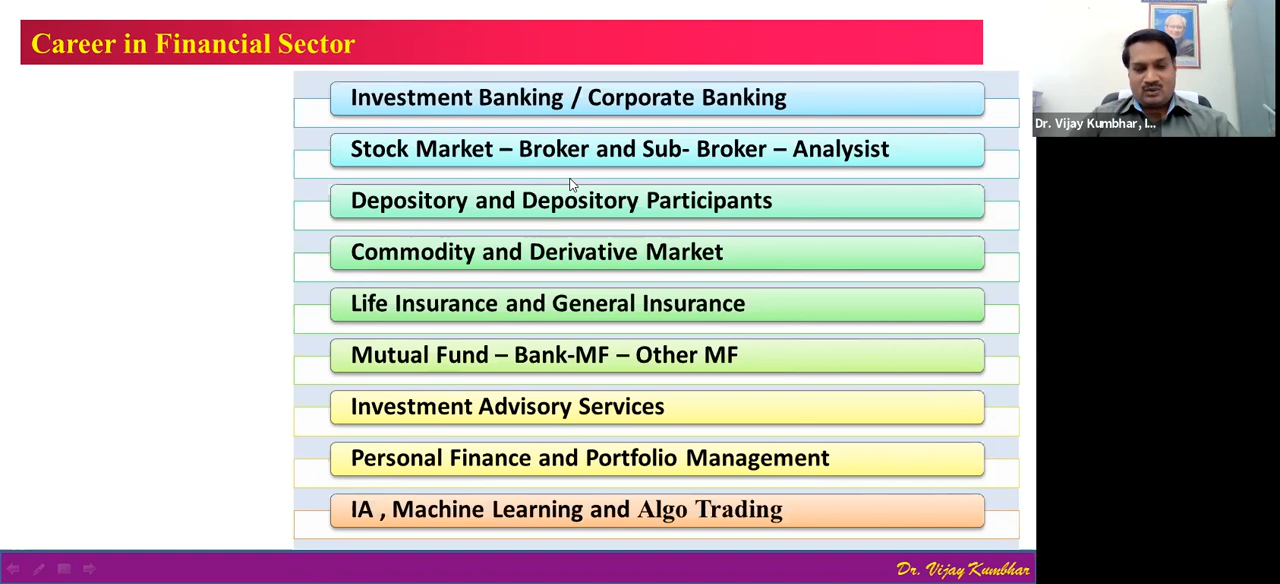 Career in Financial Sector
Investment Banking / Corporate Banking
Stock Market – Broker and Sub- Broker – Analysist
Depository and Depository Participants
Commodity and Derivative Market
Life Insurance and General Insurance
Mutual Fund – Bank-MF – Other MF
Investment Advisory Services
Personal Finance and Portfolio Management
IA , Machine Learning and Algo Trading
Dr. Vijay Kumbhar
Dr. Vijay Kumbhar, I...